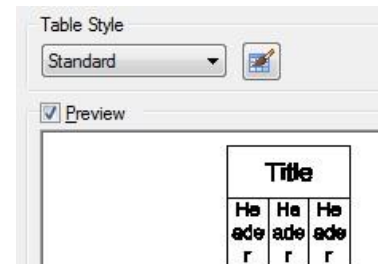 Table Style
Standard
Preview
Title
He He He
ade ade ade
r r r